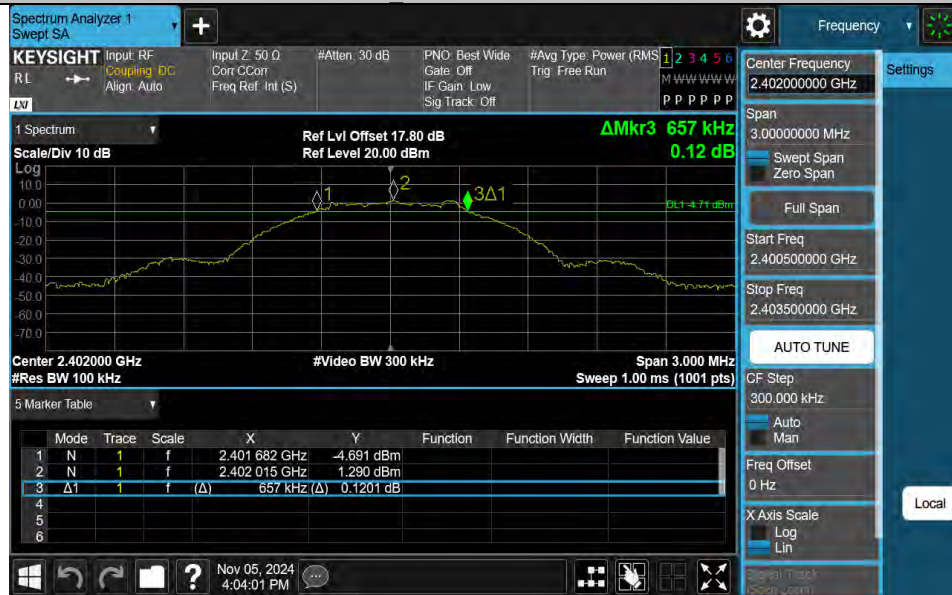 Spectrum Analyzer 1
Swept SA
+
Frequency
KEYSIGHT
RL
LXI
Input: RF
Coupling: DC
Align: Auto
Input Z: 50 Ω
Corr CCorr
Freq Ref: Int (S)
#Atten: 30 dB
PNO: Best Wide
Gate: Off
IF Gain: Low
Sig Track: Off
#Avg Type: Power (RMS
Trig: Free Run
1 2 3 4 5 6
M W W W W W
P P P P P P
1 Spectrum
Scale/Div 10 dB
Ref Lvl Offset 17.80 dB
Ref Level 20.00 dBm
ΔMkr3 657 kHz
0.12 dB
Log
10.0
0.00
-10.0
-20.0
-30.0
-40.0
-50.0
-60.0
-70.0
1
2
3Δ1
DL1 -4.71 dBm
Center 2.402000 GHz
#Res BW 100 kHz
#Video BW 300 kHz
Span 3.000 MHz
Sweep 1.00 ms (1001 pts)
5 Marker Table
Mode Trace Scale X Y Function Function Width Function Value
1 N 1 f 2.401 682 GHz -4.691 dBm
2 N 1 f 2.402 015 GHz 1.290 dBm
3 Δ1 1 f (Δ) 657 kHz (Δ) 0.1201 dB
4
5
6
Nov 05, 2024
4:04:01 PM
Center Frequency
2.402000000 GHz
Span
3.00000000 MHz
Swept Span
Zero Span
Full Span
Start Freq
2.400500000 GHz
Stop Freq
2.403500000 GHz
AUTO TUNE
CF Step
300.000 kHz
Auto
Man
Freq Offset
0 Hz
X Axis Scale
Log
Lin
Signal Track
(Span Zoom)
Settings
Local